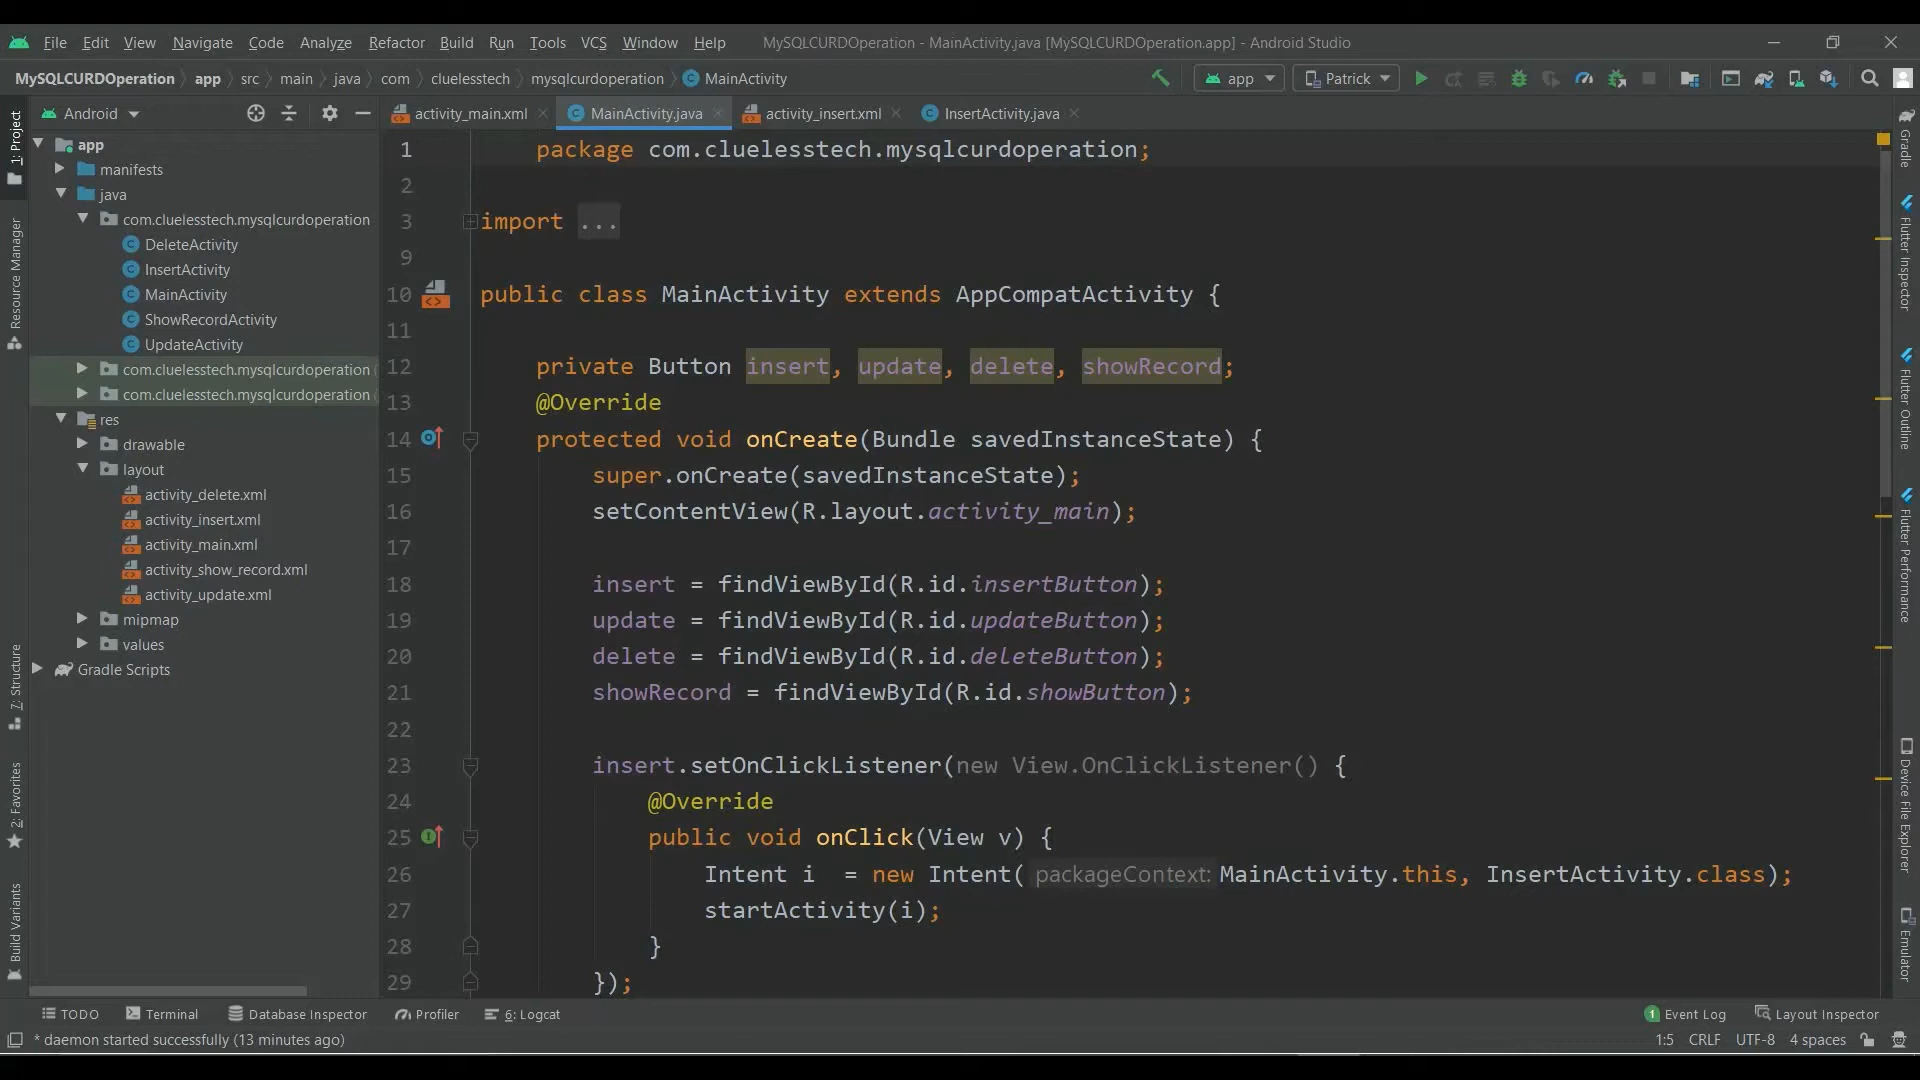 File Edit View Navigate Code Analyze Refactor Build Run Tools VCS Window Help MySQLCURDOperation - MainActivity.java [MySQLCURDOperation.app] - Android Studio
MySQLCURDOperation app src main java com cluelesstech mysqlcurdoperation MainActivity app Patrick
Android activity_main.xml MainActivity.java activity_insert.xml InsertActivity.java
1: Project
Resource Manager
7: Structure
2: Favorites
Build Variants
app
manifests
java
com.cluelesstech.mysqlcurdoperation
DeleteActivity
InsertActivity
MainActivity
ShowRecordActivity
UpdateActivity
com.cluelesstech.mysqlcurdoperation
com.cluelesstech.mysqlcurdoperation
res
drawable
layout
activity_delete.xml
activity_insert.xml
activity_main.xml
activity_show_record.xml
activity_update.xml
mipmap
values
Gradle Scripts
1 package com.cluelesstech.mysqlcurdoperation;
2
3 import ...
9
10 public class MainActivity extends AppCompatActivity {
11
12 private Button insert, update, delete, showRecord;
13 @Override
14 protected void onCreate(Bundle savedInstanceState) {
15 super.onCreate(savedInstanceState);
16 setContentView(R.layout.activity_main);
17
18 insert = findViewById(R.id.insertButton);
19 update = findViewById(R.id.updateButton);
20 delete = findViewById(R.id.deleteButton);
21 showRecord = findViewById(R.id.showButton);
22
23 insert.setOnClickListener(new View.OnClickListener() {
24 @Override
25 public void onClick(View v) {
26 Intent i = new Intent( packageContext: MainActivity.this, InsertActivity.class);
27 startActivity(i);
28 }
29 });
Gradle
Flutter Inspector
Flutter Outline
Flutter Performance
Device File Explorer
Emulator
TODO Terminal Database Inspector Profiler 6: Logcat 1 Event Log Layout Inspector
* daemon started successfully (13 minutes ago) 1:5 CRLF UTF-8 4 spaces